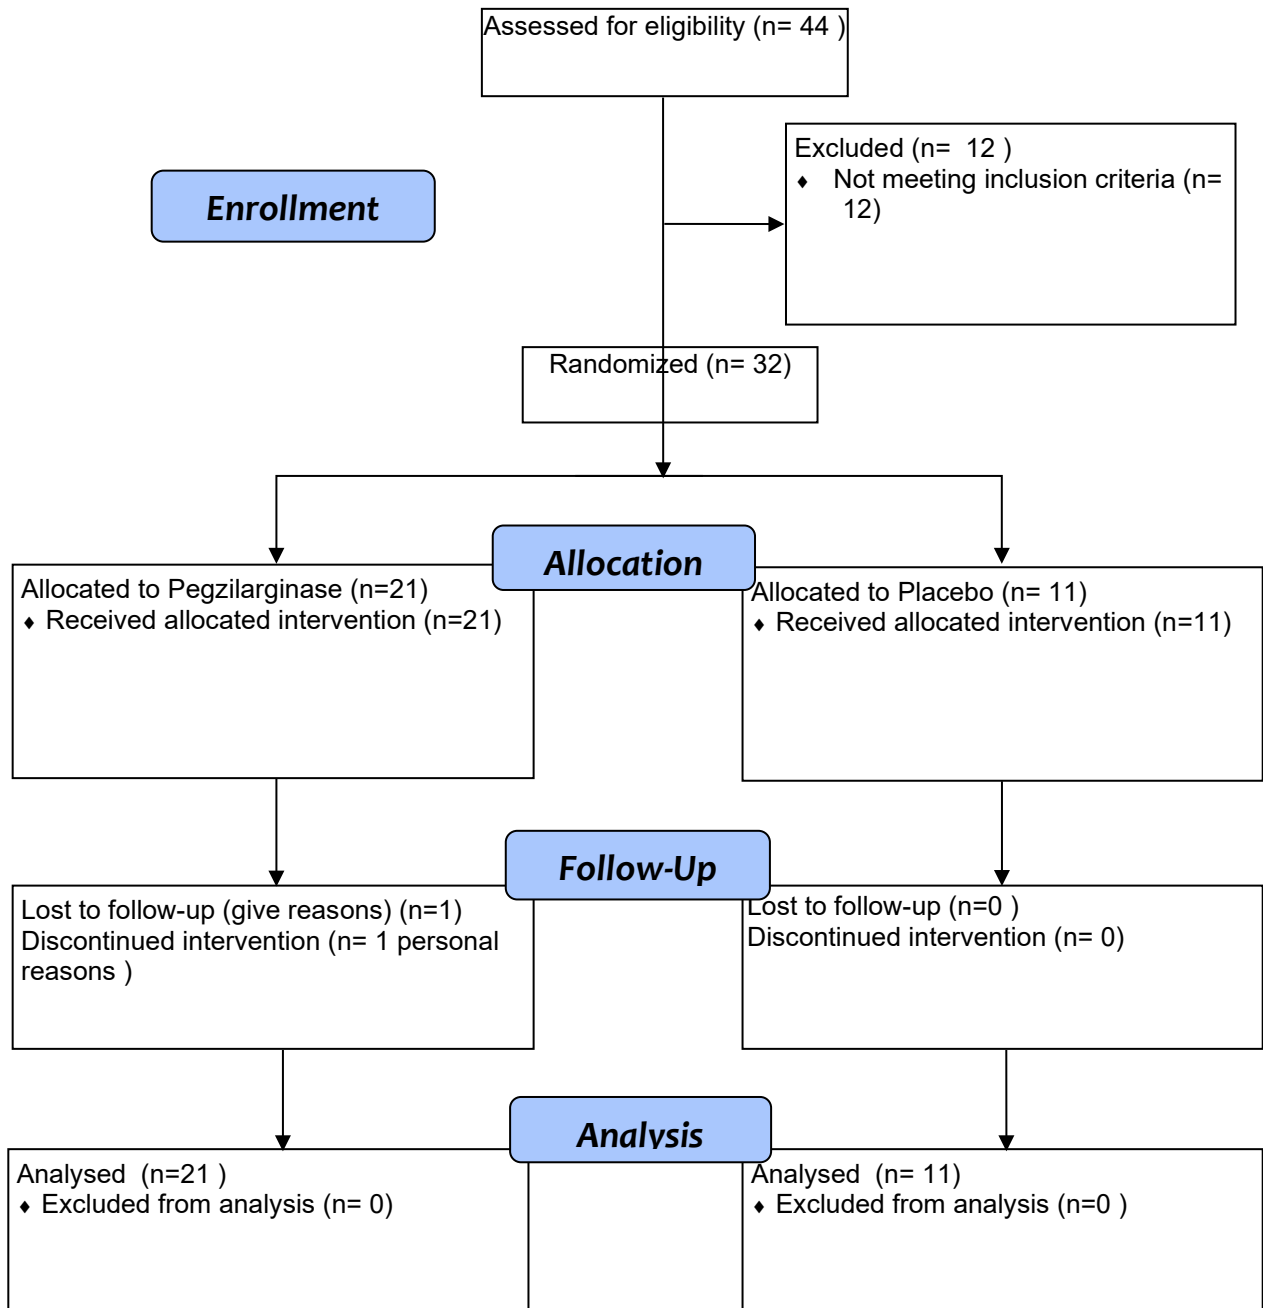 Assessed for eligibility (n= 44 )
Excluded (n=  12 )
♦ Not meeting inclusion criteria (n=
12)
Enrollment
Randomized (n= 32)
Allocation
Allocated to Pegzilarginase (n=21)
♦ Received allocated intervention (n=21)
Allocated to Placebo (n= 11)
♦ Received allocated intervention (n=11)
Follow-Up
Lost to follow-up (give reasons) (n=1)
Discontinued intervention (n= 1 personal
reasons )
Lost to follow-up (n=0 )
Discontinued intervention (n= 0)
Analysis
Analysed  (n=21 )
♦ Excluded from analysis (n= 0)
Analysed  (n= 11)
♦ Excluded from analysis (n=0 )